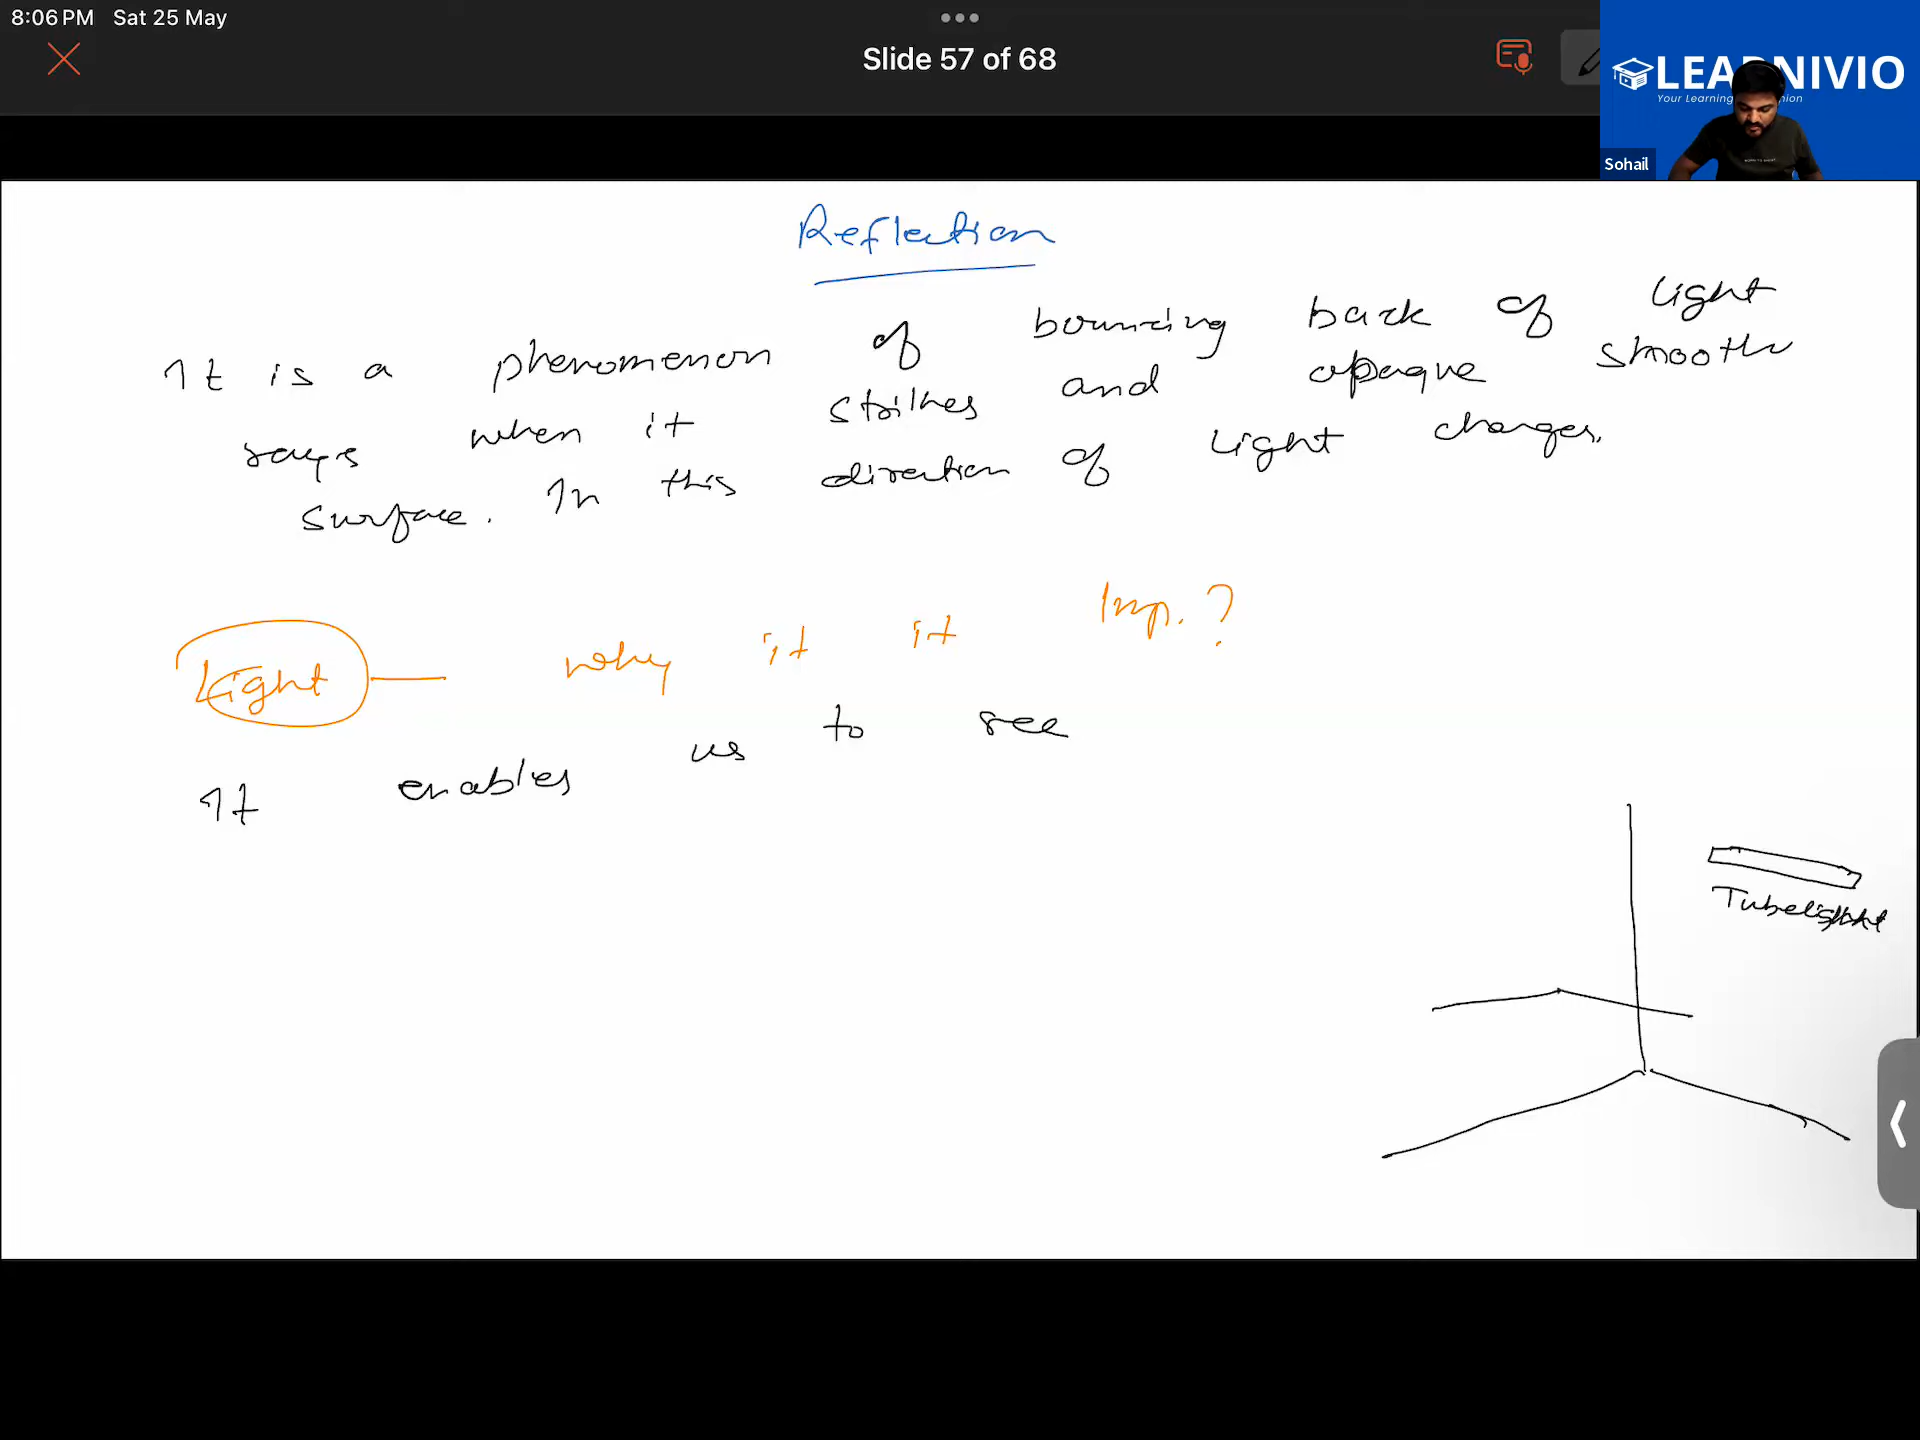 8:06 PM Sat 25 May
Slide 57 of 68
LEARNIVIO
Your Learning
Sohail
Reflection
It is a phenomenon of bouncing back of light
rays when it strikes and opaque smooth
surface. In this direction of light changes.
Light — why it it Imp.?
It enables us to see
Tubelight